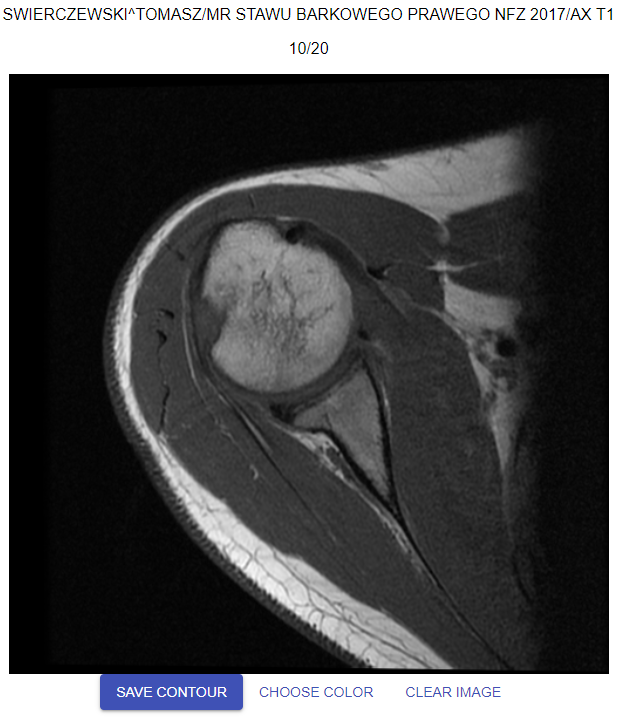 SWIERCZEWSKI^TOMASZ/MR STAWU BARKOWEGO PRAWEGO NFZ 2017/AX T1
10/20
SAVE CONTOUR CHOOSE COLOR CLEAR IMAGE